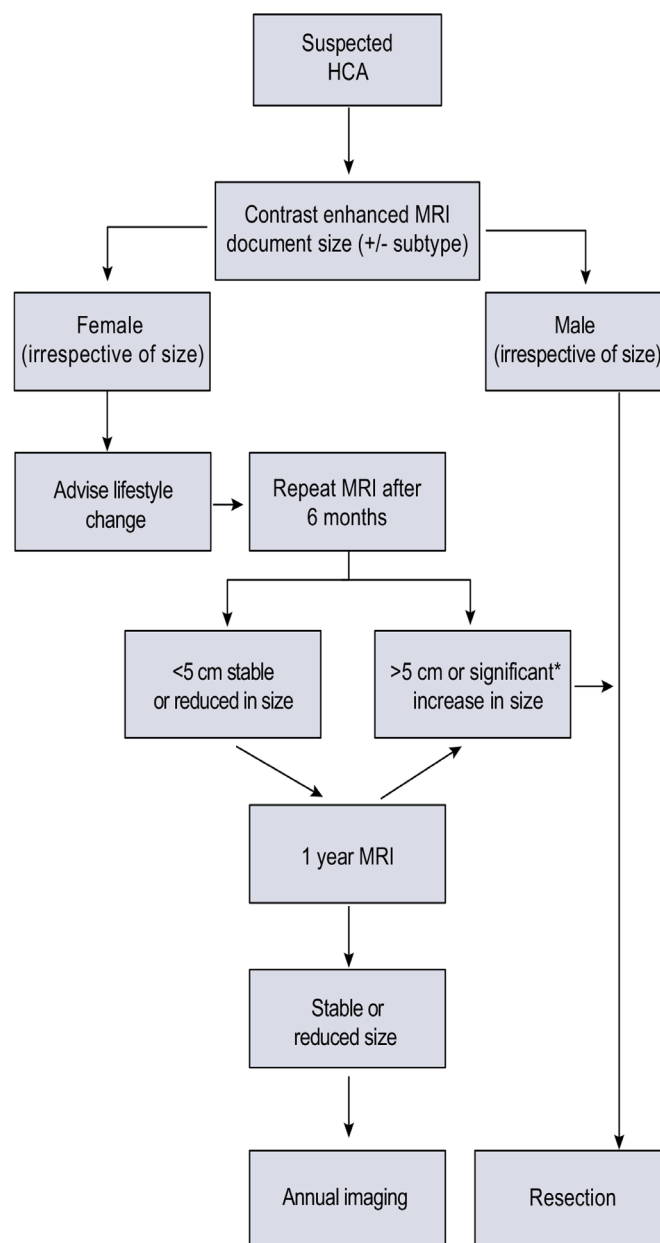 Suspected
HCA
Contrast enhanced MRI
document size (+/- subtype)
Female
(irrespective of size)
Male
(irrespective of size)
Advise lifestyle
change
Repeat MRI after
6 months
<5 cm stable
or reduced in size
>5 cm or significant*
increase in size
1 year MRI
Stable or
reduced size
Annual imaging
Resection